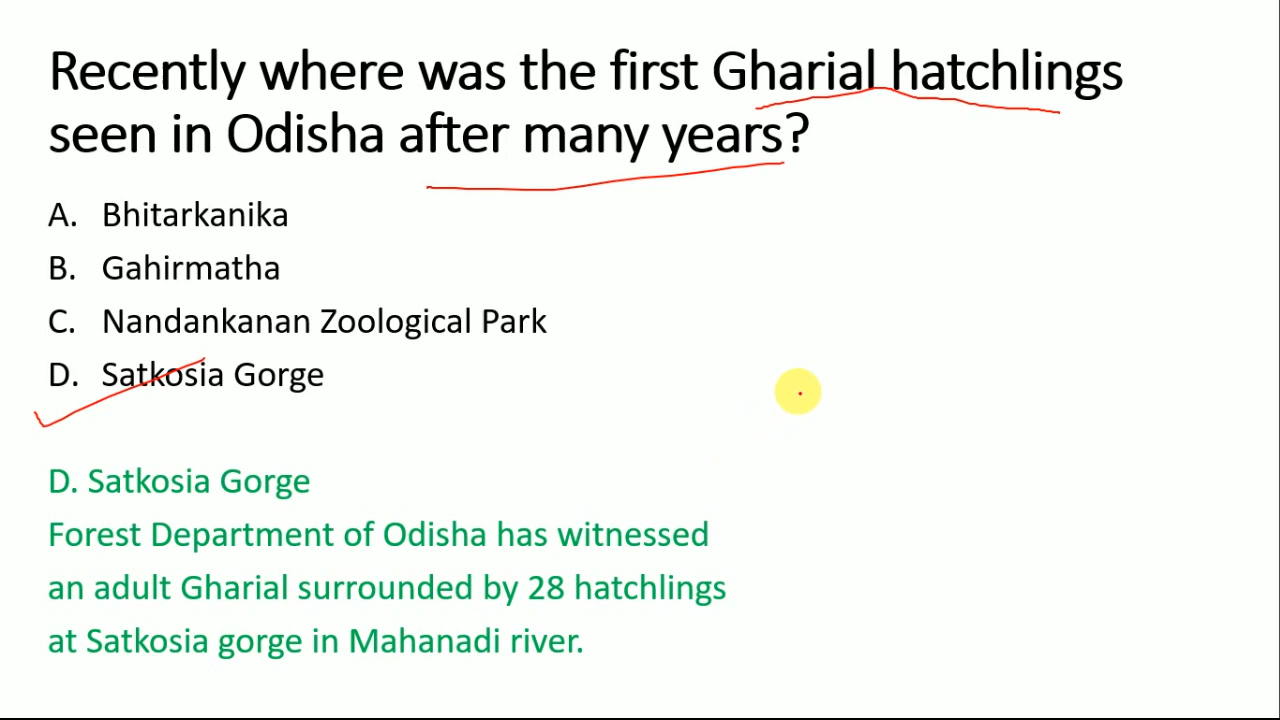 Recently where was the first Gharial hatchlings
seen in Odisha after many years?
A. Bhitarkanika
B. Gahirmatha
C. Nandankanan Zoological Park
D. Satkosia Gorge
D. Satkosia Gorge
Forest Department of Odisha has witnessed
an adult Gharial surrounded by 28 hatchlings
at Satkosia gorge in Mahanadi river.